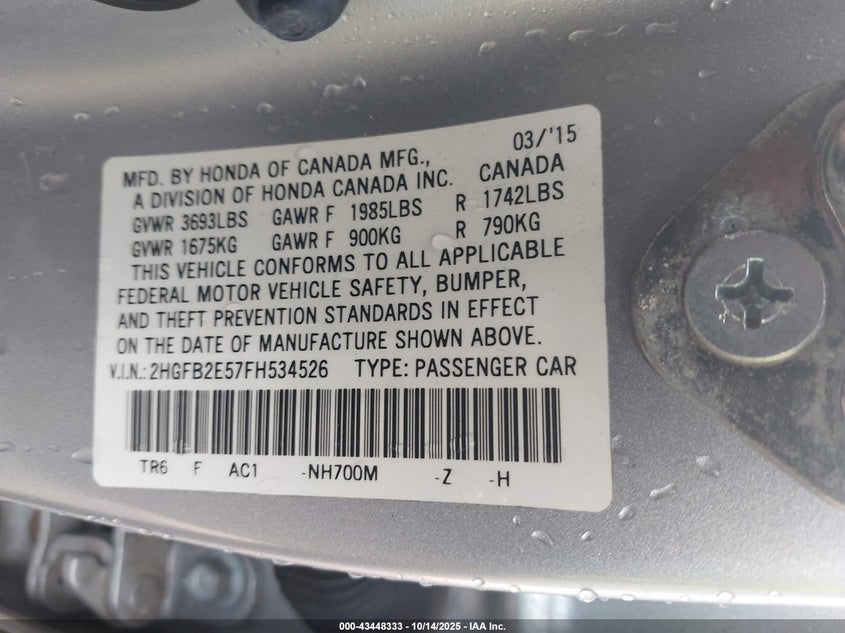 03/'15
MFD. BY HONDA OF CANADA MFG.,
A DIVISION OF HONDA CANADA INC. CANADA
GVWR 3693LBS GAWR F 1985LBS R 1742LBS
GVWR 1675KG GAWR F 900KG R 790KG
THIS VEHICLE CONFORMS TO ALL APPLICABLE
FEDERAL MOTOR VEHICLE SAFETY, BUMPER,
AND THEFT PREVENTION STANDARDS IN EFFECT
ON THE DATE OF MANUFACTURE SHOWN ABOVE.
V.I.N.: 2HGFB2E57FH534526 TYPE: PASSENGER CAR
TR6 F AC1 -NH700M -Z -H
000-43448333 - 10/14/2025 - IAA Inc.